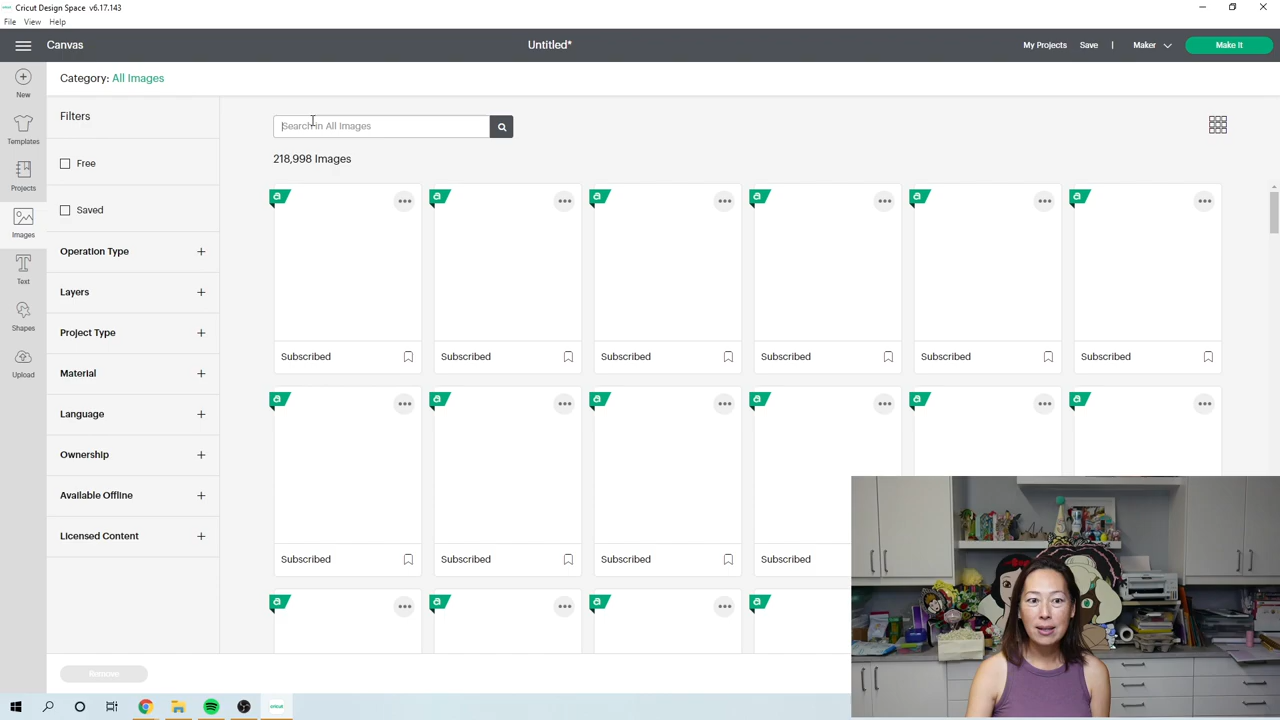 Cricut Design Space v6.17.143
File View Help
Canvas
Untitled*
My Projects Save | Maker Make It
New
Templates
Projects
Images
Text
Shapes
Upload
Category: All Images
Filters
Free
Saved
Operation Type +
Layers +
Project Type +
Material +
Language +
Ownership +
Available Offline +
Licensed Content +
Remove
Search in All Images
218,998 Images
Subscribed Subscribed Subscribed Subscribed Subscribed Subscribed
Subscribed Subscribed Subscribed Subscribed